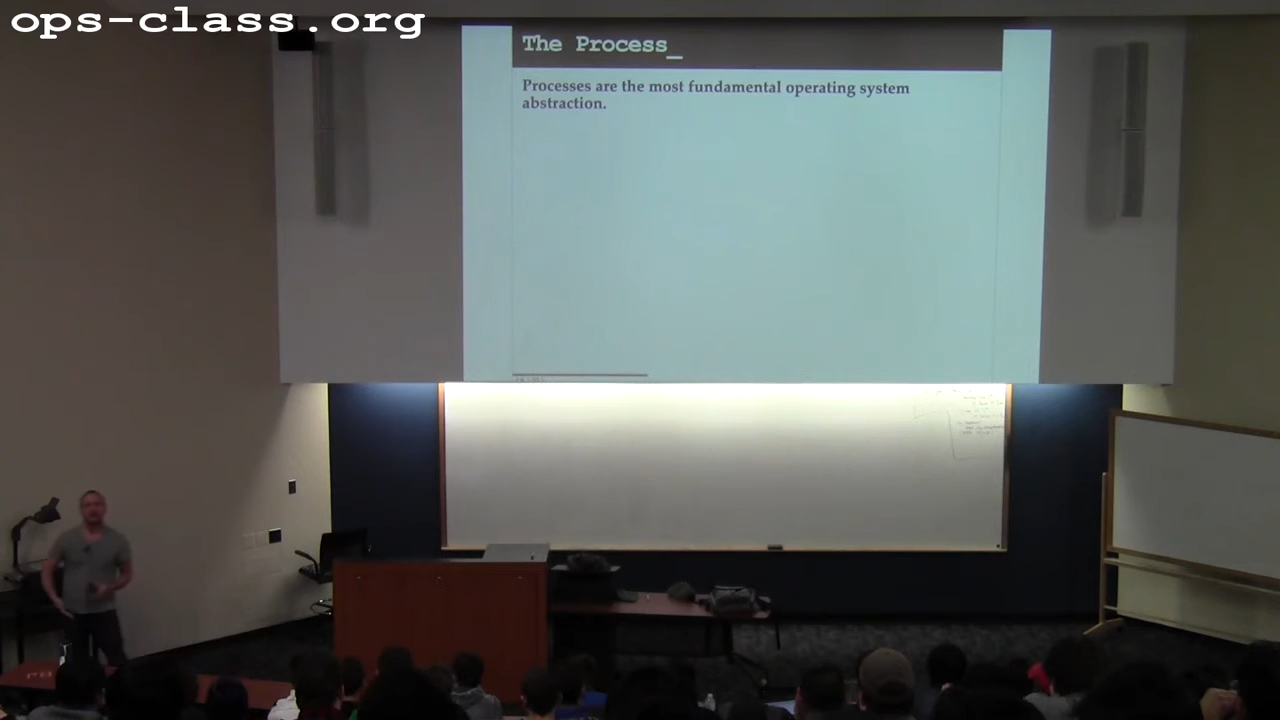 ops-class.org
The Process_
Processes are the most fundamental operating system
abstraction.